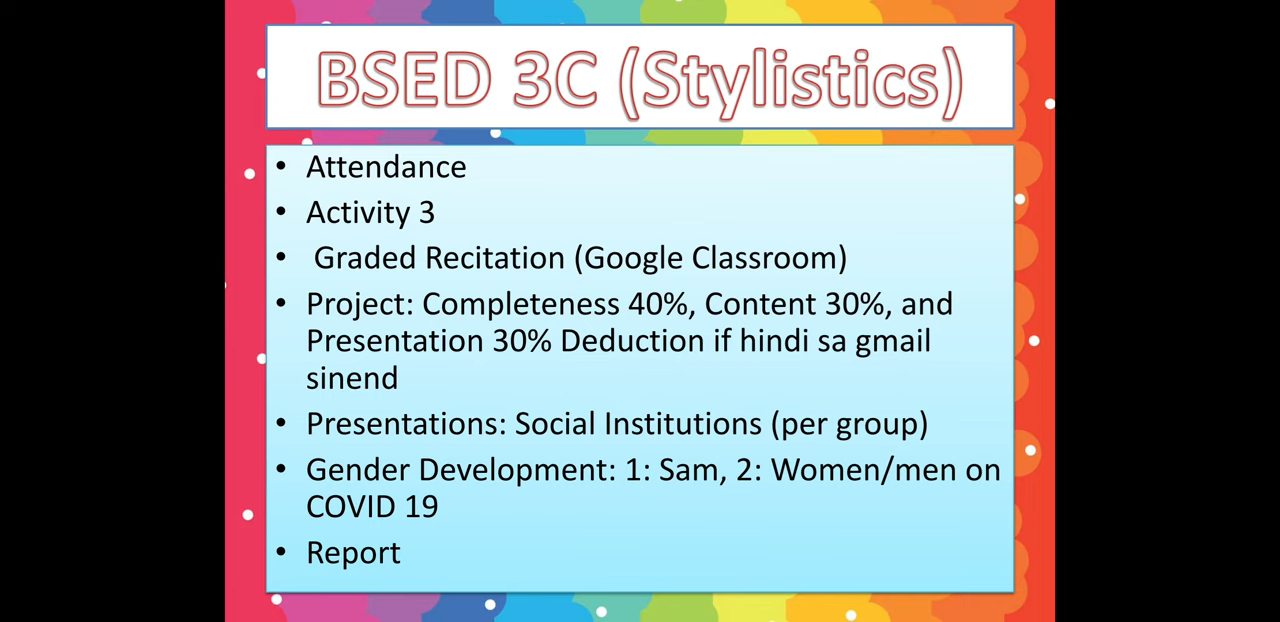 BSED 3C (Stylistics)
• Attendance
• Activity 3
• Graded Recitation (Google Classroom)
• Project: Completeness 40%, Content 30%, and
Presentation 30% Deduction if hindi sa gmail
sinend
• Presentations: Social Institutions (per group)
• Gender Development: 1: Sam, 2: Women/men on
COVID 19
• Report